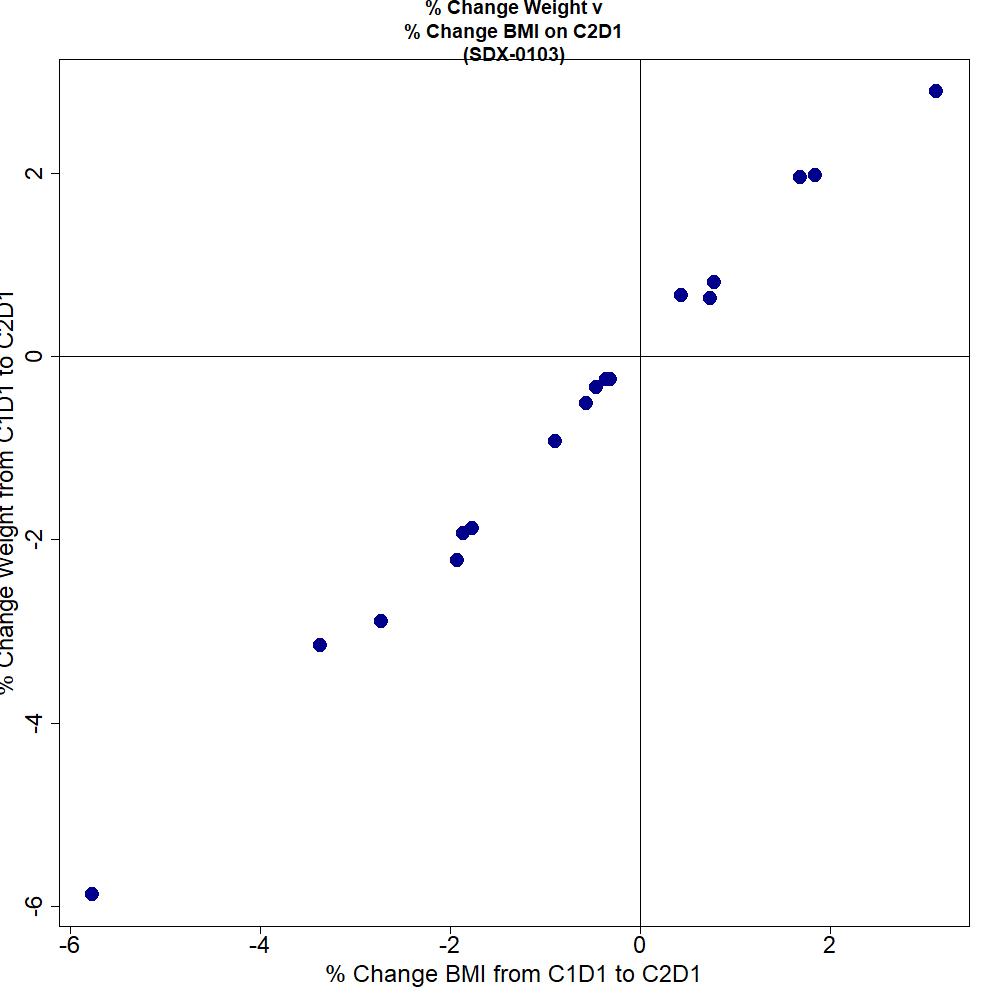 % Change Weight v
% Change BMI on C2D1
(SDX-0103)
% Change Weight from C1D1 to C2D1
2
0
-2
-4
-6
-6
-4
-2
0
2
% Change BMI from C1D1 to C2D1